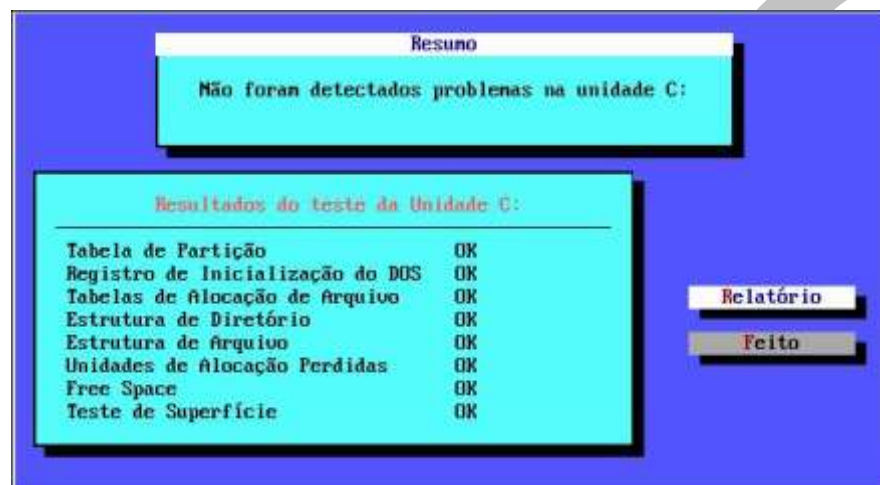 Resumo
Não foram detectados problemas na unidade C:
Resultados do teste da Unidade C:
Tabela de Partição OK
Registro de Inicialização do DOS OK
Tabelas de Alocação de Arquivo OK
Estrutura de Diretório OK
Estrutura de Arquivo OK
Unidades de Alocação Perdidas OK
Free Space OK
Teste de Superfície OK
Relatório
Feito